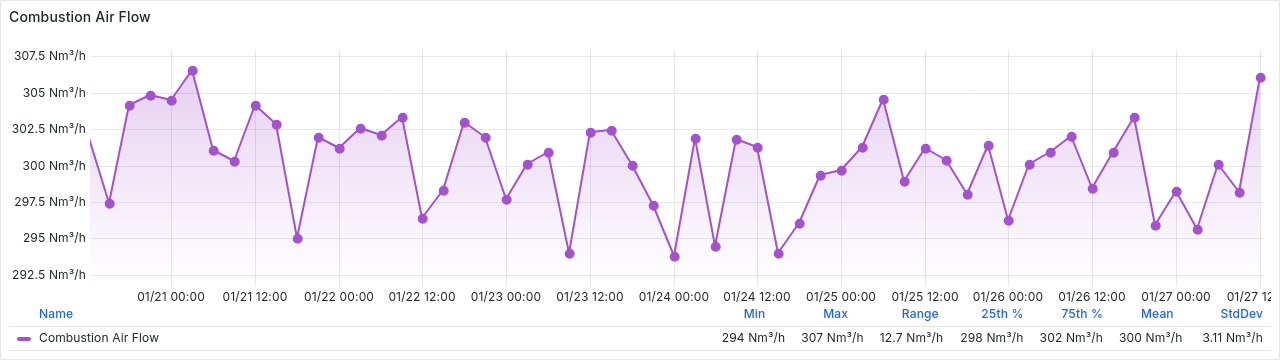 Combustion Air Flow
307.5 Nm³/h
305 Nm³/h
302.5 Nm³/h
300 Nm³/h
297.5 Nm³/h
295 Nm³/h
292.5 Nm³/h
01/21 00:00 01/21 12:00 01/22 00:00 01/22 12:00 01/23 00:00 01/23 12:00 01/24 00:00 01/24 12:00 01/25 00:00 01/25 12:00 01/26 00:00 01/26 12:00 01/27 00:00 01/27 12
Name Min Max Range 25th % 75th % Mean StdDev
Combustion Air Flow 294 Nm³/h 307 Nm³/h 12.7 Nm³/h 298 Nm³/h 302 Nm³/h 300 Nm³/h 3.11 Nm³/h